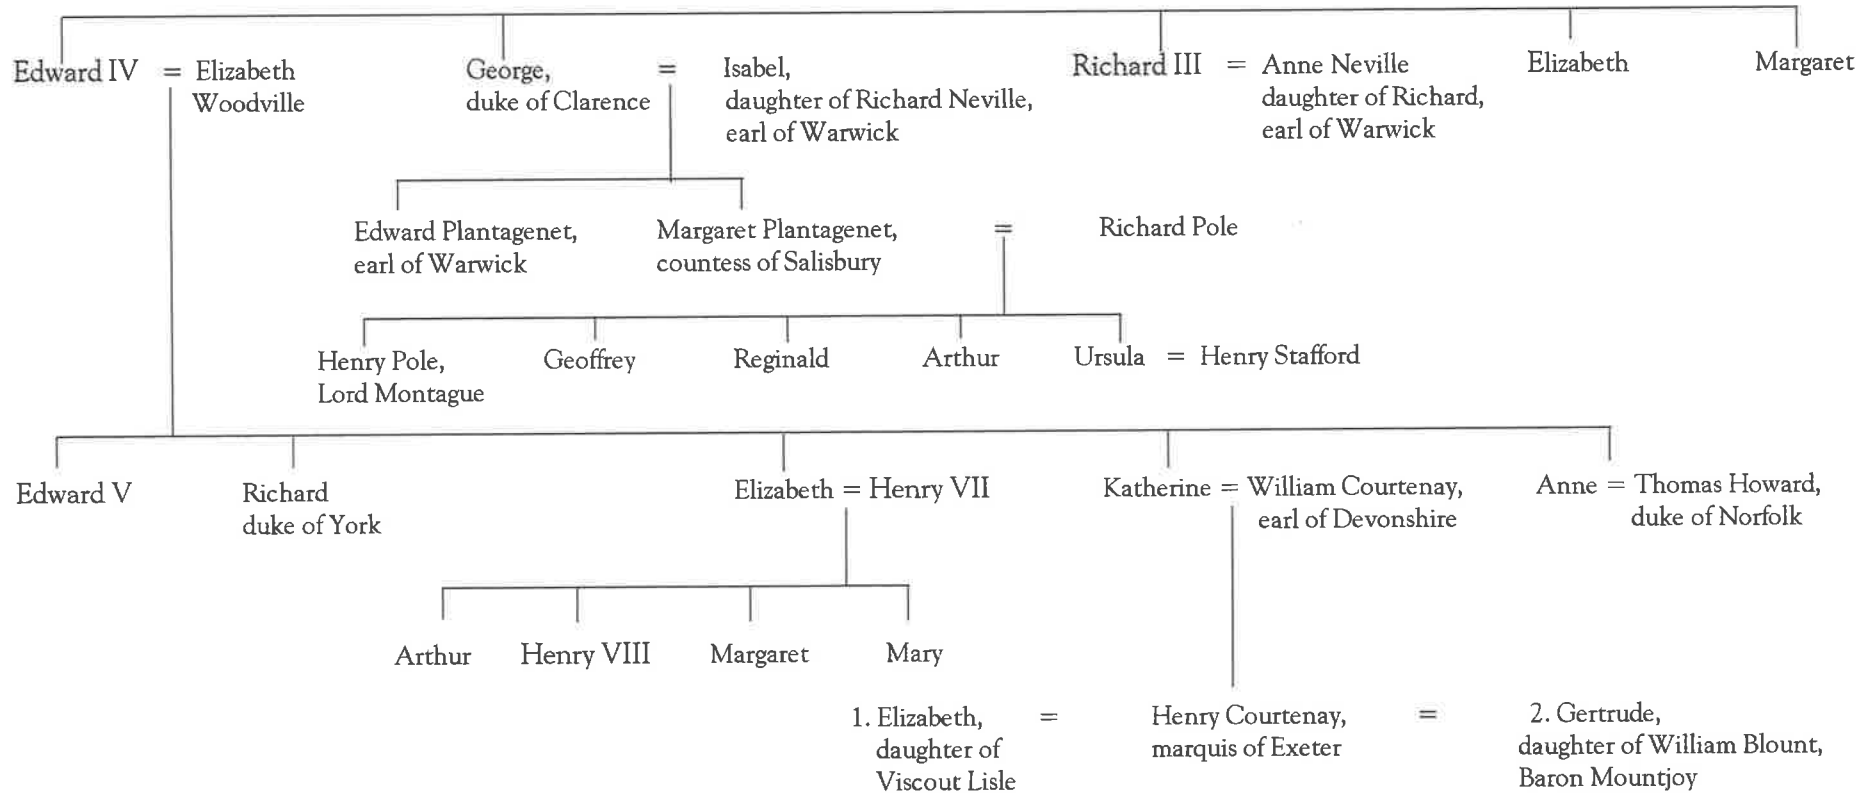 Edward IV = Elizabeth
Woodville
George,
duke of Clarence
= Isabel,
daughter of Richard Neville,
earl of Warwick
Richard III = Anne Neville
daughter of Richard,
earl of Warwick
Elizabeth
Margaret
Edward Plantagenet,
earl of Warwick
Margaret Plantagenet,
countess of Salisbury
= Richard Pole
Henry Pole,
Lord Montague
Geoffrey
Reginald
Arthur
Ursula = Henry Stafford
Edward V
Richard
duke of York
Elizabeth = Henry VII
Katherine = William Courtenay,
earl of Devonshire
Anne = Thomas Howard,
duke of Norfolk
Arthur
Henry VIII
Margaret
Mary
1. Elizabeth,
daughter of
Viscout Lisle
= Henry Courtenay,
marquis of Exeter
= 2. Gertrude,
daughter of William Blount,
Baron Mountjoy